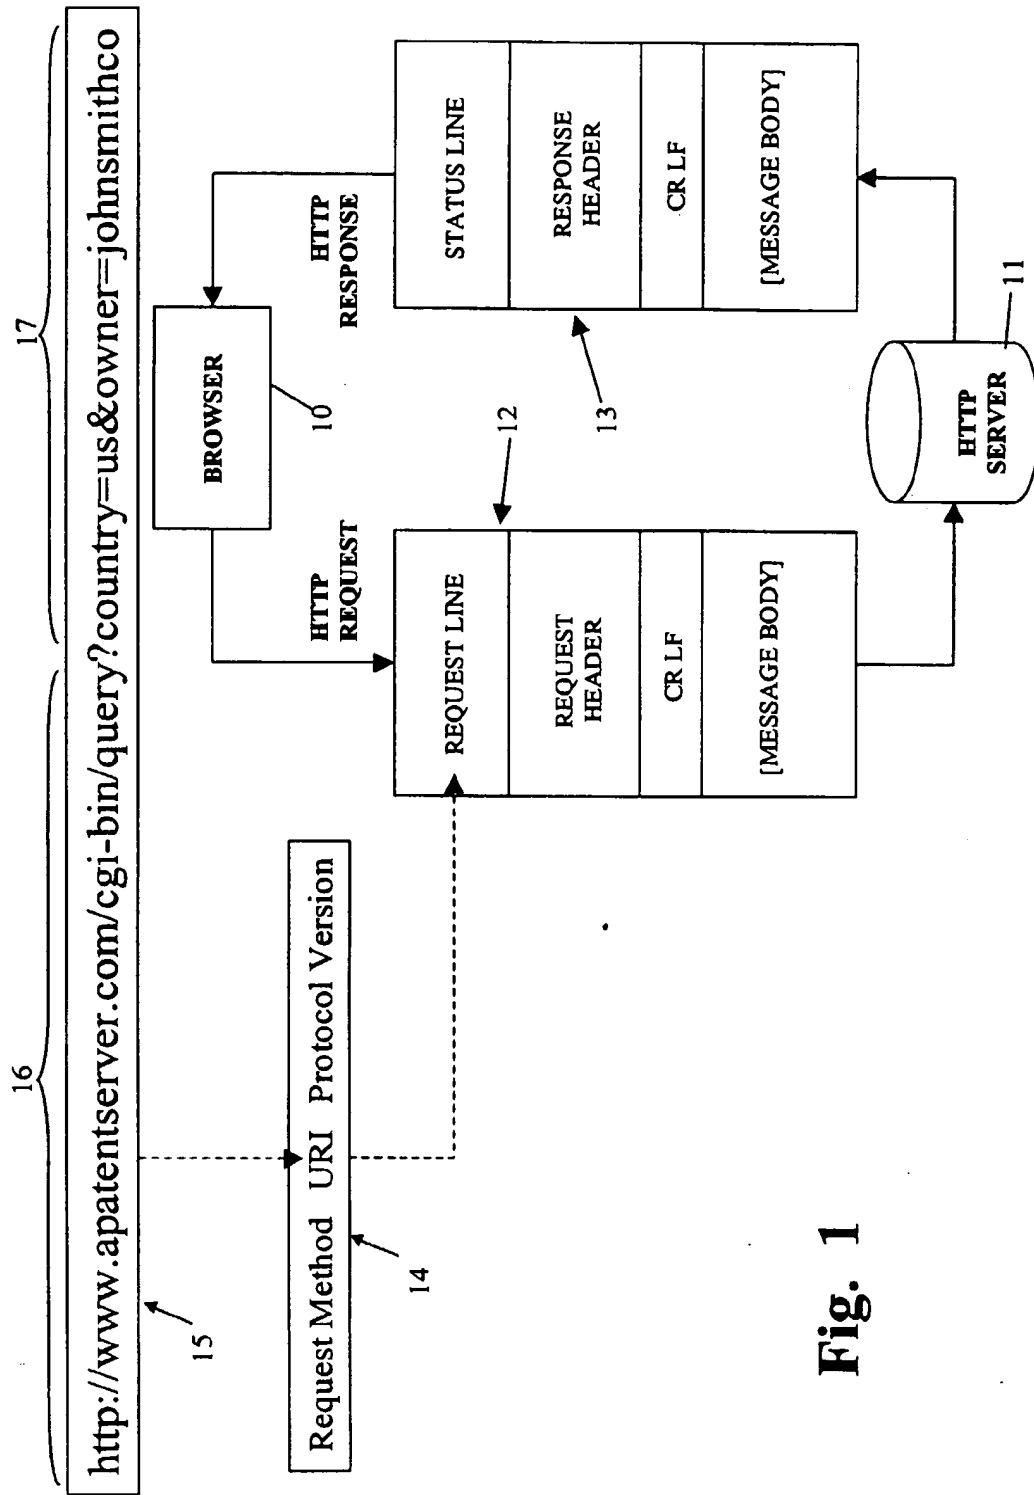 16
17
http://www.apatentserver.com/cgi-bin/query?country=us&owner=johnsmithco
15
BROWSER
10
HTTP
REQUEST
HTTP
RESPONSE
Request Method URI Protocol Version
14
12
REQUEST LINE
REQUEST
HEADER
CR LF
[MESSAGE BODY]
13
STATUS LINE
RESPONSE
HEADER
CR LF
[MESSAGE BODY]
HTTP
SERVER
11
Fig. 1